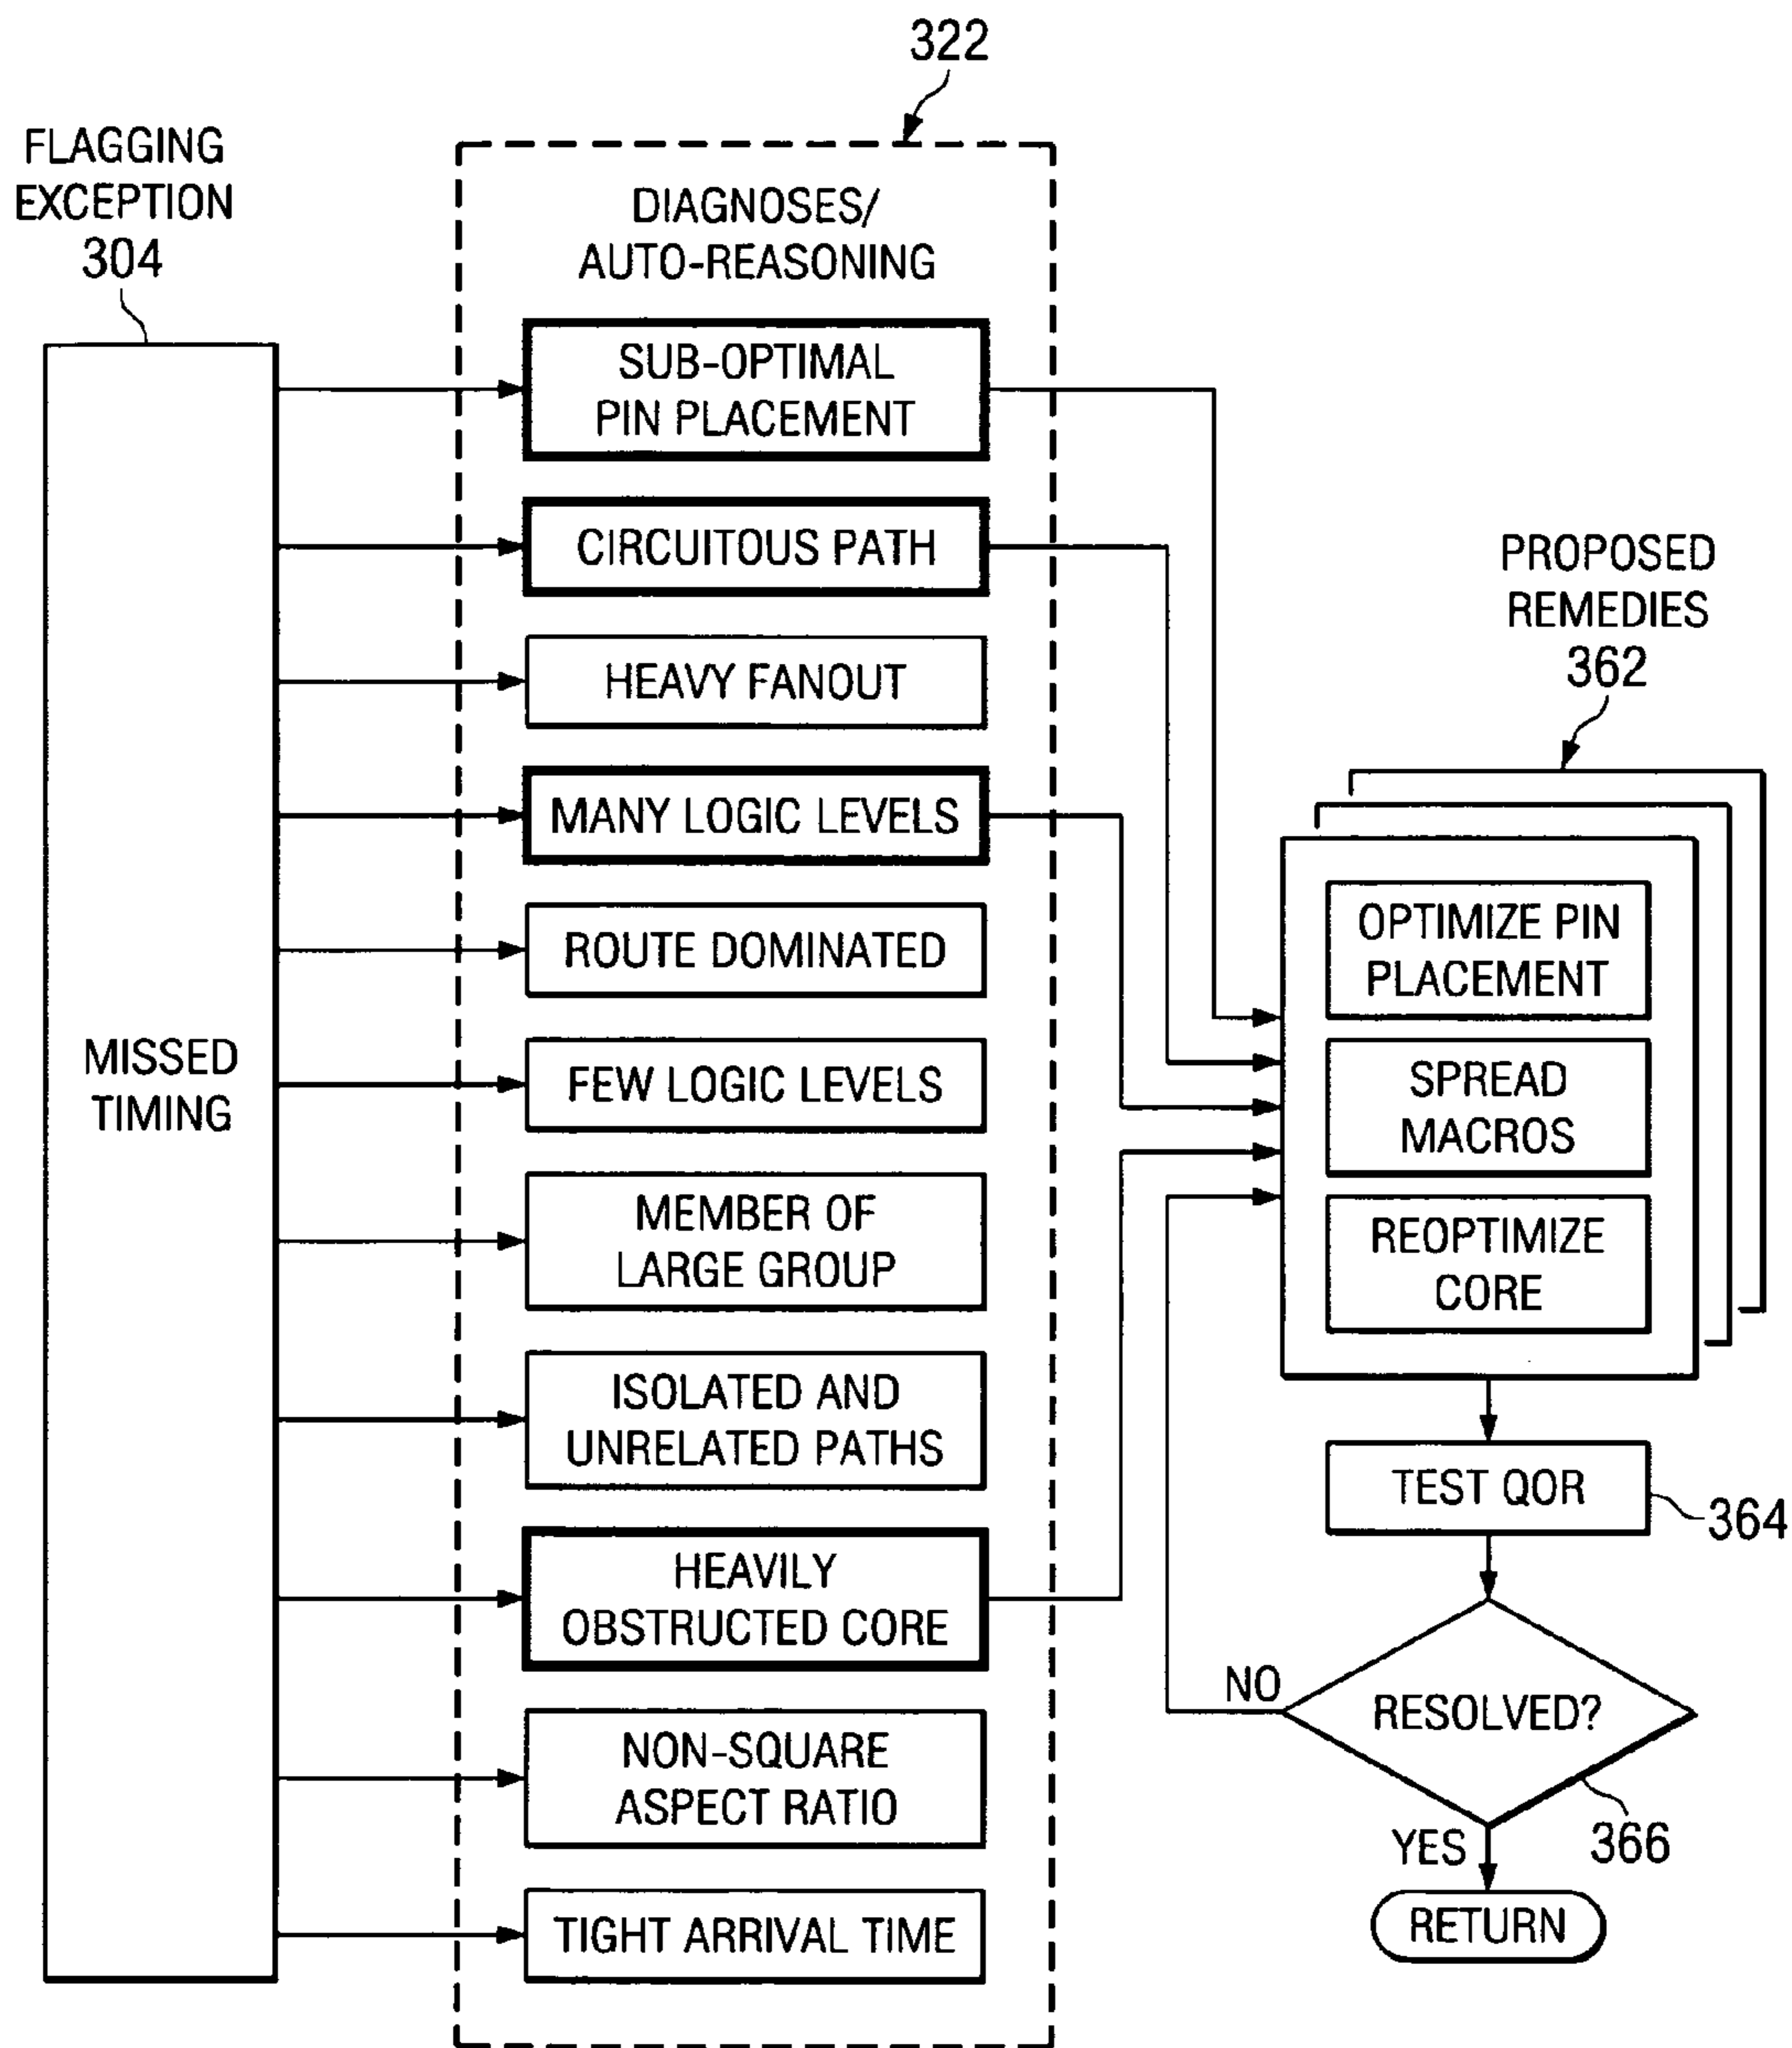 322
FLAGGING
EXCEPTION
304
DIAGNOSES/
AUTO-REASONING
SUB-OPTIMAL
PIN PLACEMENT
CIRCUITOUS PATH
HEAVY FANOUT
MANY LOGIC LEVELS
ROUTE DOMINATED
MISSED
TIMING
FEW LOGIC LEVELS
MEMBER OF
LARGE GROUP
ISOLATED AND
UNRELATED PATHS
HEAVILY
OBSTRUCTED CORE
NON-SQUARE
ASPECT RATIO
TIGHT ARRIVAL TIME
PROPOSED
REMEDIES
362
OPTIMIZE PIN
PLACEMENT
SPREAD
MACROS
REOPTIMIZE
CORE
TEST QOR
364
NO
RESOLVED?
366
YES
RETURN